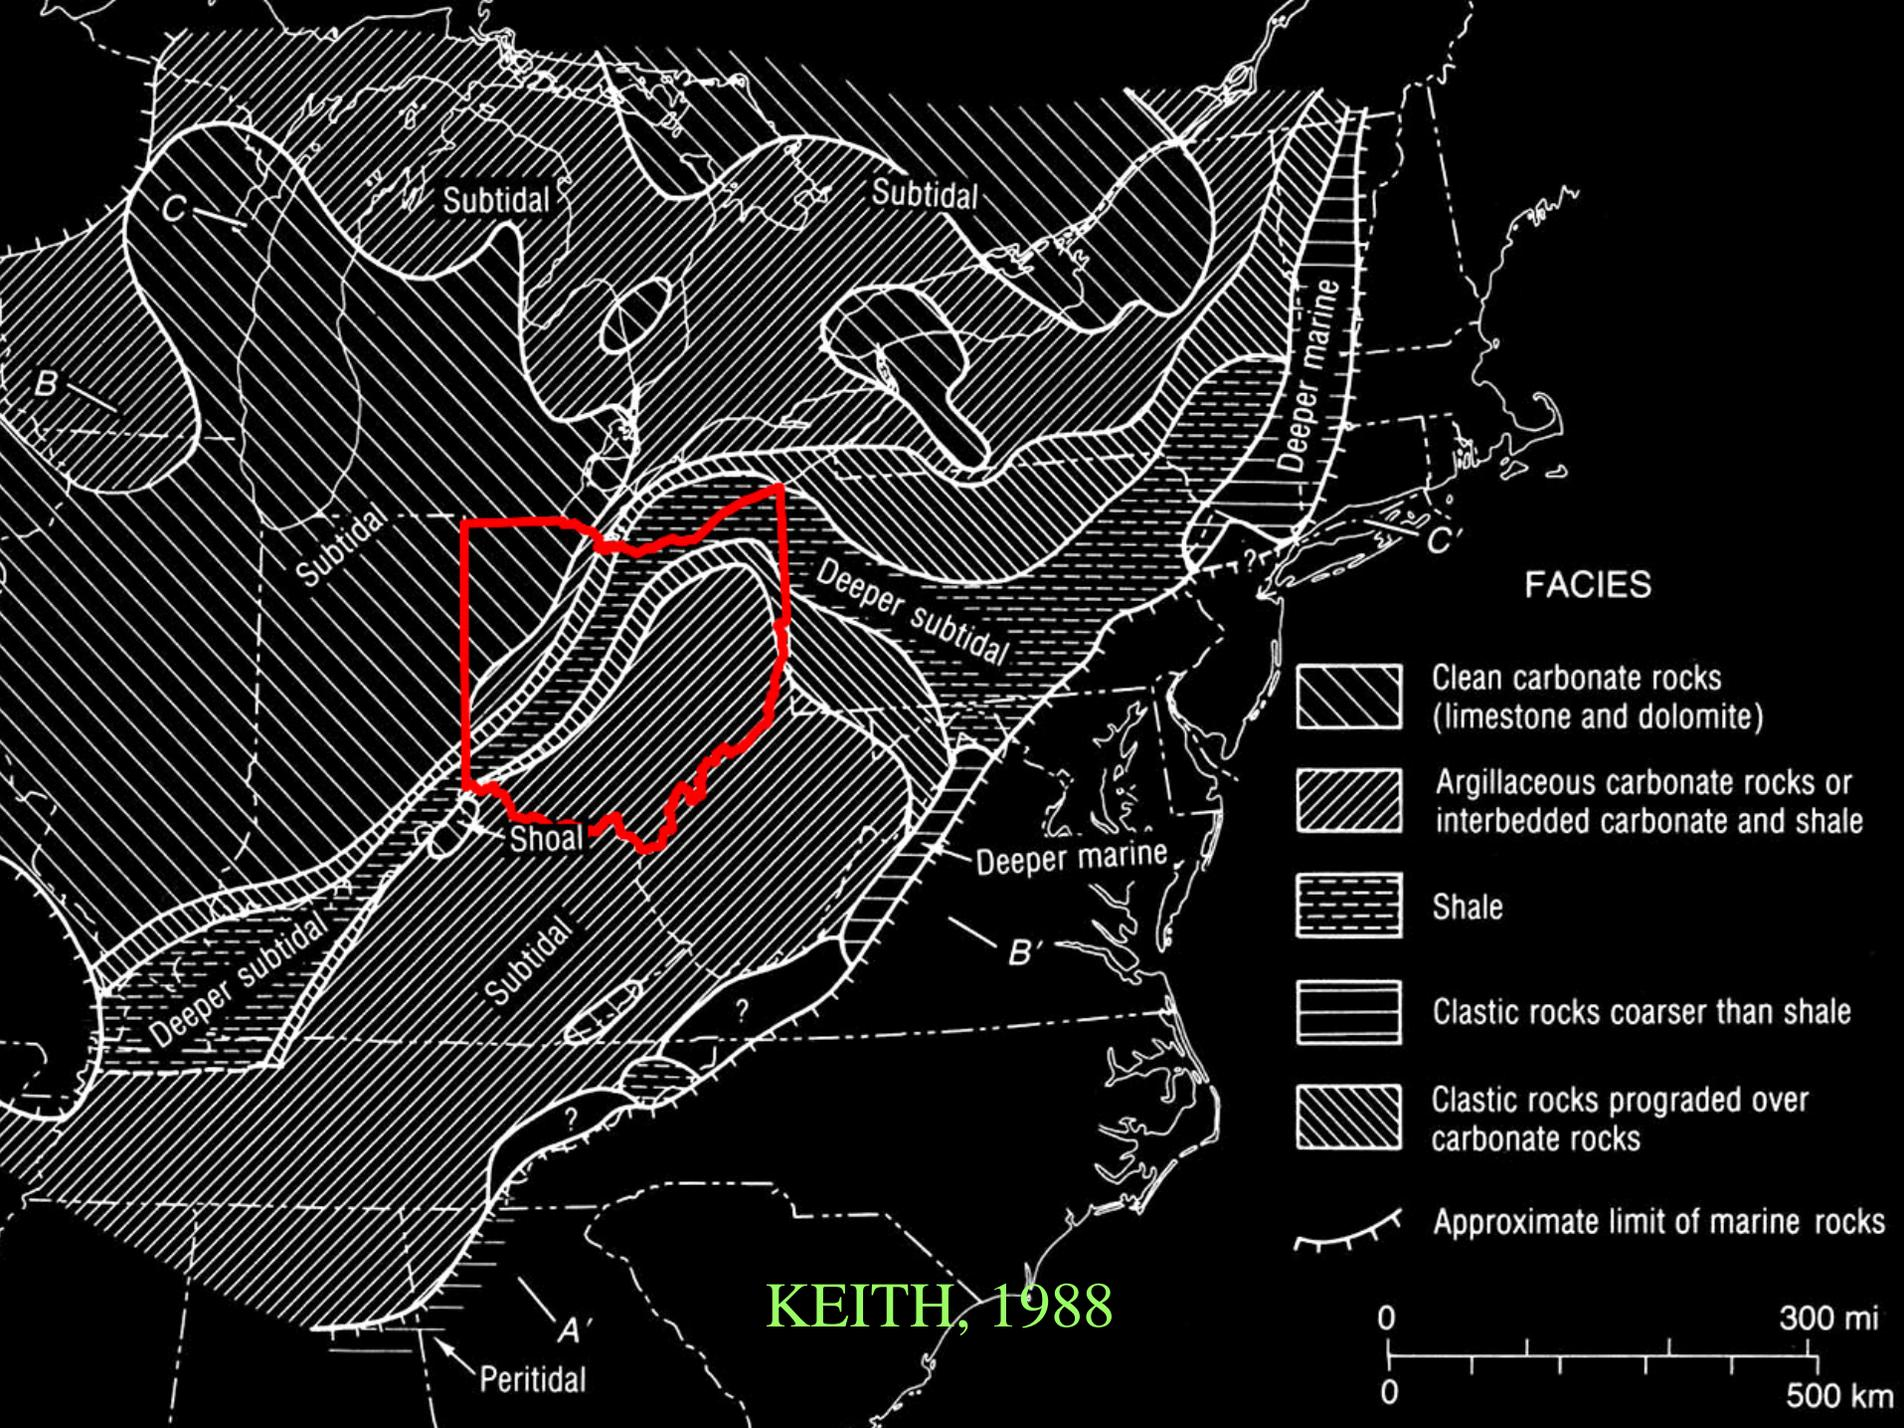 Subtidal
Subtidal
C
B
Deeper marine
Subtidal
C'
?
Deeper subtidal
Shoal
Deeper marine
Deeper subtidal
Subtidal
B'
?
?
A'
Peritidal
KEITH, 1988
FACIES
Clean carbonate rocks
(limestone and dolomite)
Argillaceous carbonate rocks or
interbedded carbonate and shale
Shale
Clastic rocks coarser than shale
Clastic rocks prograded over
carbonate rocks
Approximate limit of marine rocks
0 300 mi
0 500 km